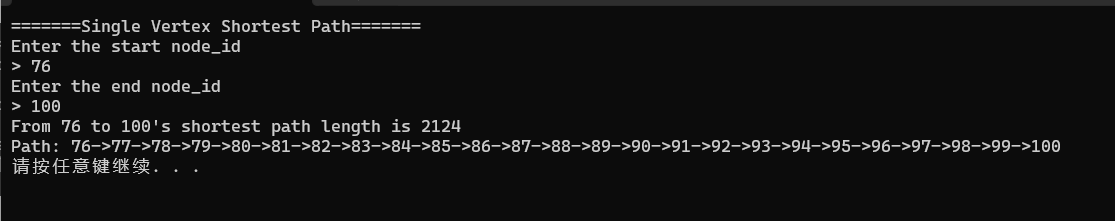 =======Single Vertex Shortest Path=======
Enter the start node_id
> 76
Enter the end node_id
> 100
From 76 to 100's shortest path length is 2124
Path: 76->77->78->79->80->81->82->83->84->85->86->87->88->89->90->91->92->93->94->95->96->97->98->99->100
请按任意键继续. . .